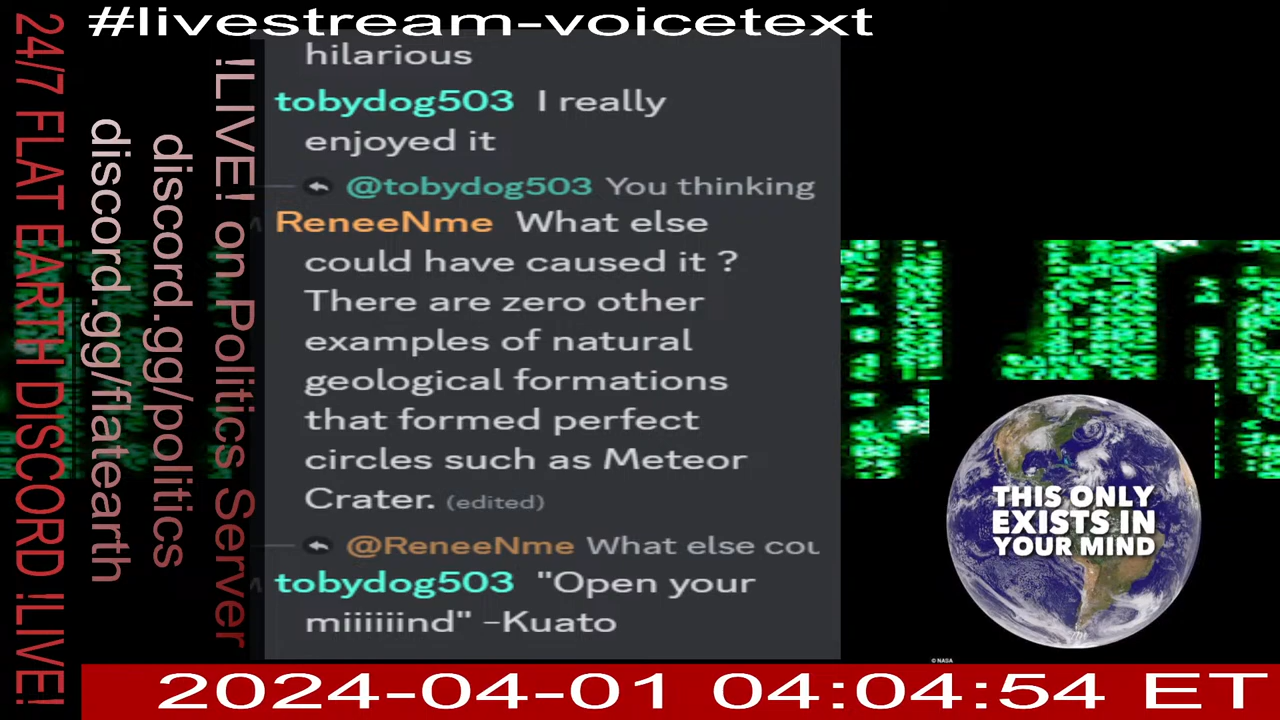 #livestream-voicetext
24/7 FLAT EARTH DISCORD !LIVE!
discord.gg/flatearth
discord.gg/politics
!LIVE! on Politics Server
hilarious
tobydog503 I really
enjoyed it
@tobydog503 You thinking
ReneeNme What else
could have caused it ?
There are zero other
examples of natural
geological formations
that formed perfect
circles such as Meteor
Crater. (edited)
@ReneeNme What else cou
tobydog503 "Open your
miiiiiind" -Kuato
THIS ONLY
EXISTS IN
YOUR MIND
© NASA
2024-04-01 04:04:54 ET